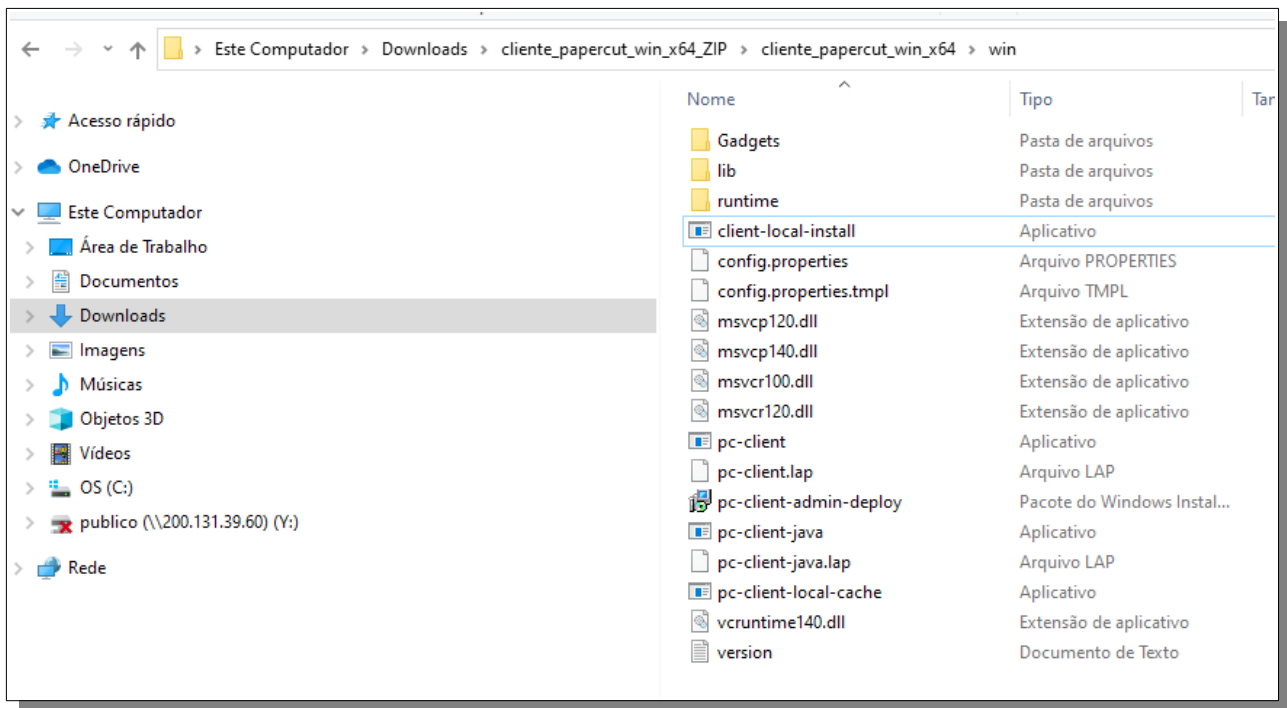 Este Computador > Downloads > cliente_papercut_win_x64_ZIP > cliente_papercut_win_x64 > win
Acesso rápido
OneDrive
Este Computador
Área de Trabalho
Documentos
Downloads
Imagens
Músicas
Objetos 3D
Vídeos
OS (C:)
publico (\\200.131.39.60) (Y:)
Rede
Nome Tipo Tar
Gadgets Pasta de arquivos
lib Pasta de arquivos
runtime Pasta de arquivos
client-local-install Aplicativo
config.properties Arquivo PROPERTIES
config.properties.tmpl Arquivo TMPL
msvcp120.dll Extensão de aplicativo
msvcp140.dll Extensão de aplicativo
msvcr100.dll Extensão de aplicativo
msvcr120.dll Extensão de aplicativo
pc-client Aplicativo
pc-client.lap Arquivo LAP
pc-client-admin-deploy Pacote do Windows Instal...
pc-client-java Aplicativo
pc-client-java.lap Arquivo LAP
pc-client-local-cache Aplicativo
vcruntime140.dll Extensão de aplicativo
version Documento de Texto